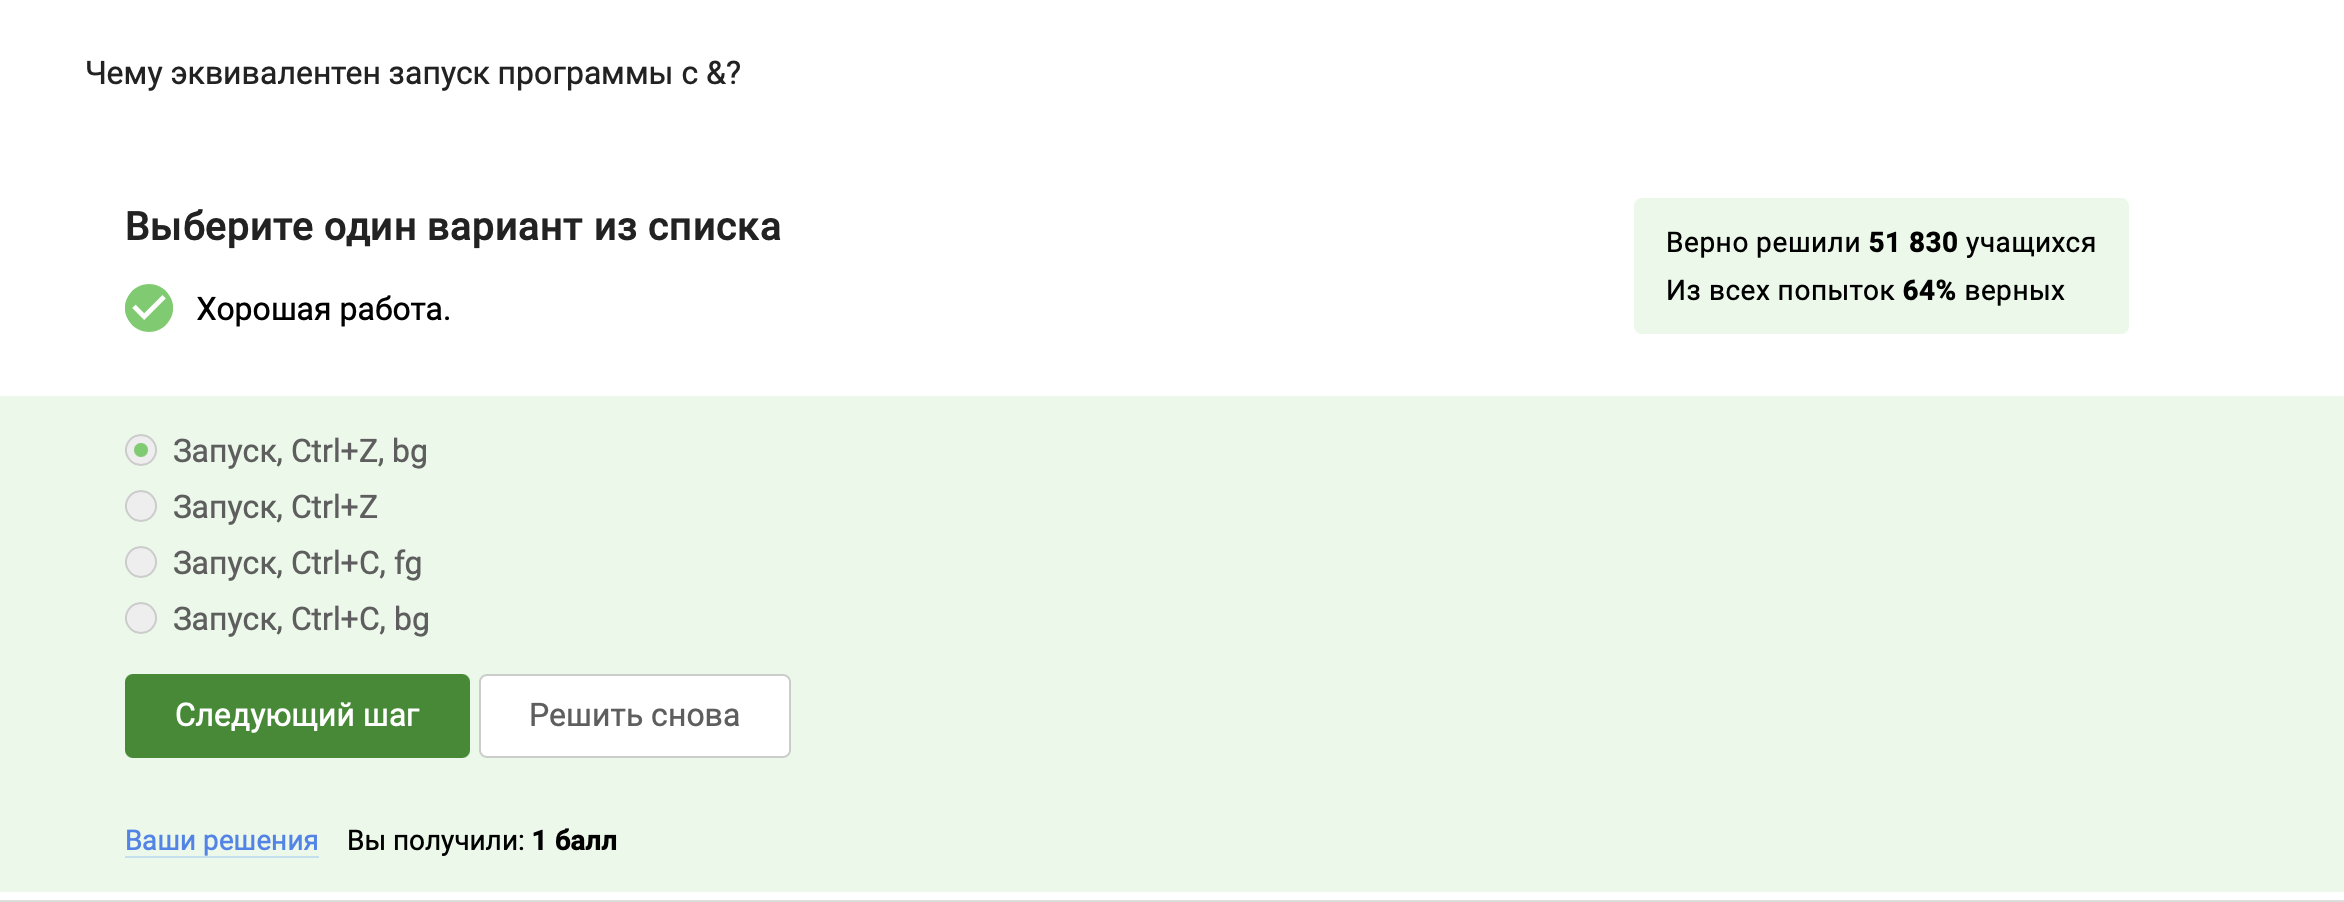 Чему эквивалентен запуск программы с &?
Выберите один вариант из списка
Хорошая работа.
Верно решили 51 830 учащихся
Из всех попыток 64% верных
Запуск, Ctrl+Z, bg
Запуск, Ctrl+Z
Запуск, Ctrl+C, fg
Запуск, Ctrl+C, bg
Следующий шаг
Решить снова
Ваши решения Вы получили: 1 балл